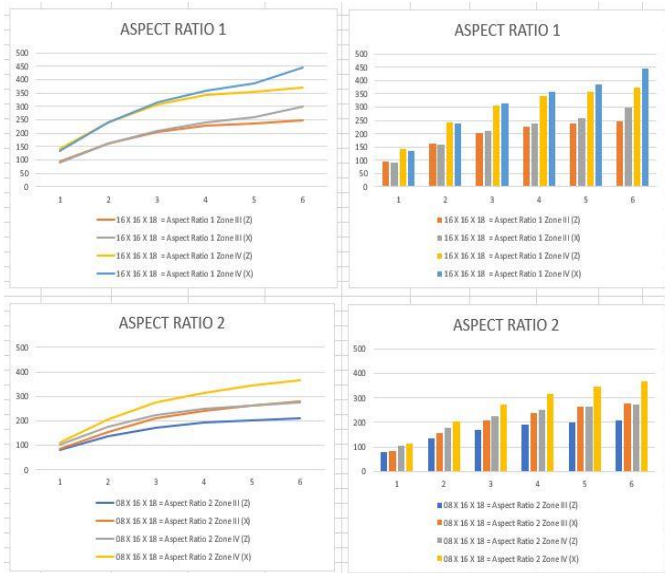 ASPECT RATIO 1
500
450
400
350
300
250
200
150
100
50
0
1 2 3 4 5 6
16 X 16 X 18 = Aspect Ratio 1 Zone III (Z)
16 X 16 X 18 = Aspect Ratio 1 Zone III (X)
16 X 16 X 18 = Aspect Ratio 1 Zone IV (Z)
16 X 16 X 18 = Aspect Ratio 1 Zone IV (X)
ASPECT RATIO 1
500
450
400
350
300
250
200
150
100
50
0
1 2 3 4 5 6
16 X 16 X 18 = Aspect Ratio 1 Zone III (Z)
16 X 16 X 18 = Aspect Ratio 1 Zone III (X)
16 X 16 X 18 = Aspect Ratio 1 Zone IV (Z)
16 X 16 X 18 = Aspect Ratio 1 Zone IV (X)
ASPECT RATIO 2
500
400
300
200
100
0
1 2 3 4 5 6
08 X 16 X 18 = Aspect Ratio 2 Zone III (Z)
08 X 16 X 18 = Aspect Ratio 2 Zone III (X)
08 X 16 X 18 = Aspect Ratio 2 Zone IV (Z)
08 X 16 X 18 = Aspect Ratio 2 Zone IV (X)
ASPECT RATIO 2
500
400
300
200
100
0
1 2 3 4 5 6
08 X 16 X 18 = Aspect Ratio 2 Zone III (Z)
08 X 16 X 18 = Aspect Ratio 2 Zone III (X)
08 X 16 X 18 = Aspect Ratio 2 Zone IV (Z)
08 X 16 X 18 = Aspect Ratio 2 Zone IV (X)